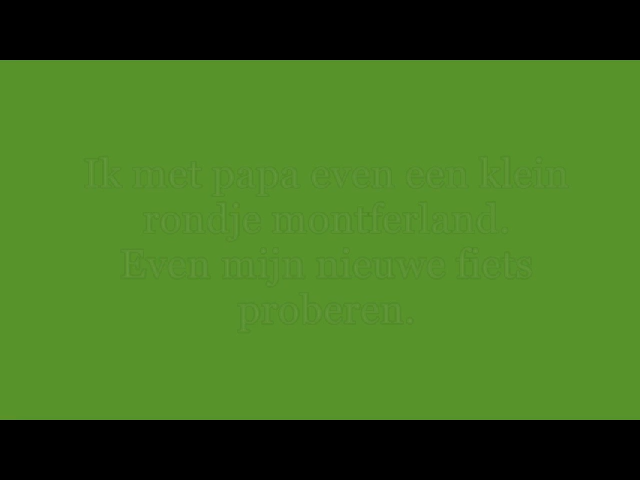 Ik met papa even een klein
rondje montferland.
Even mijn nieuwe fiets
proberen.